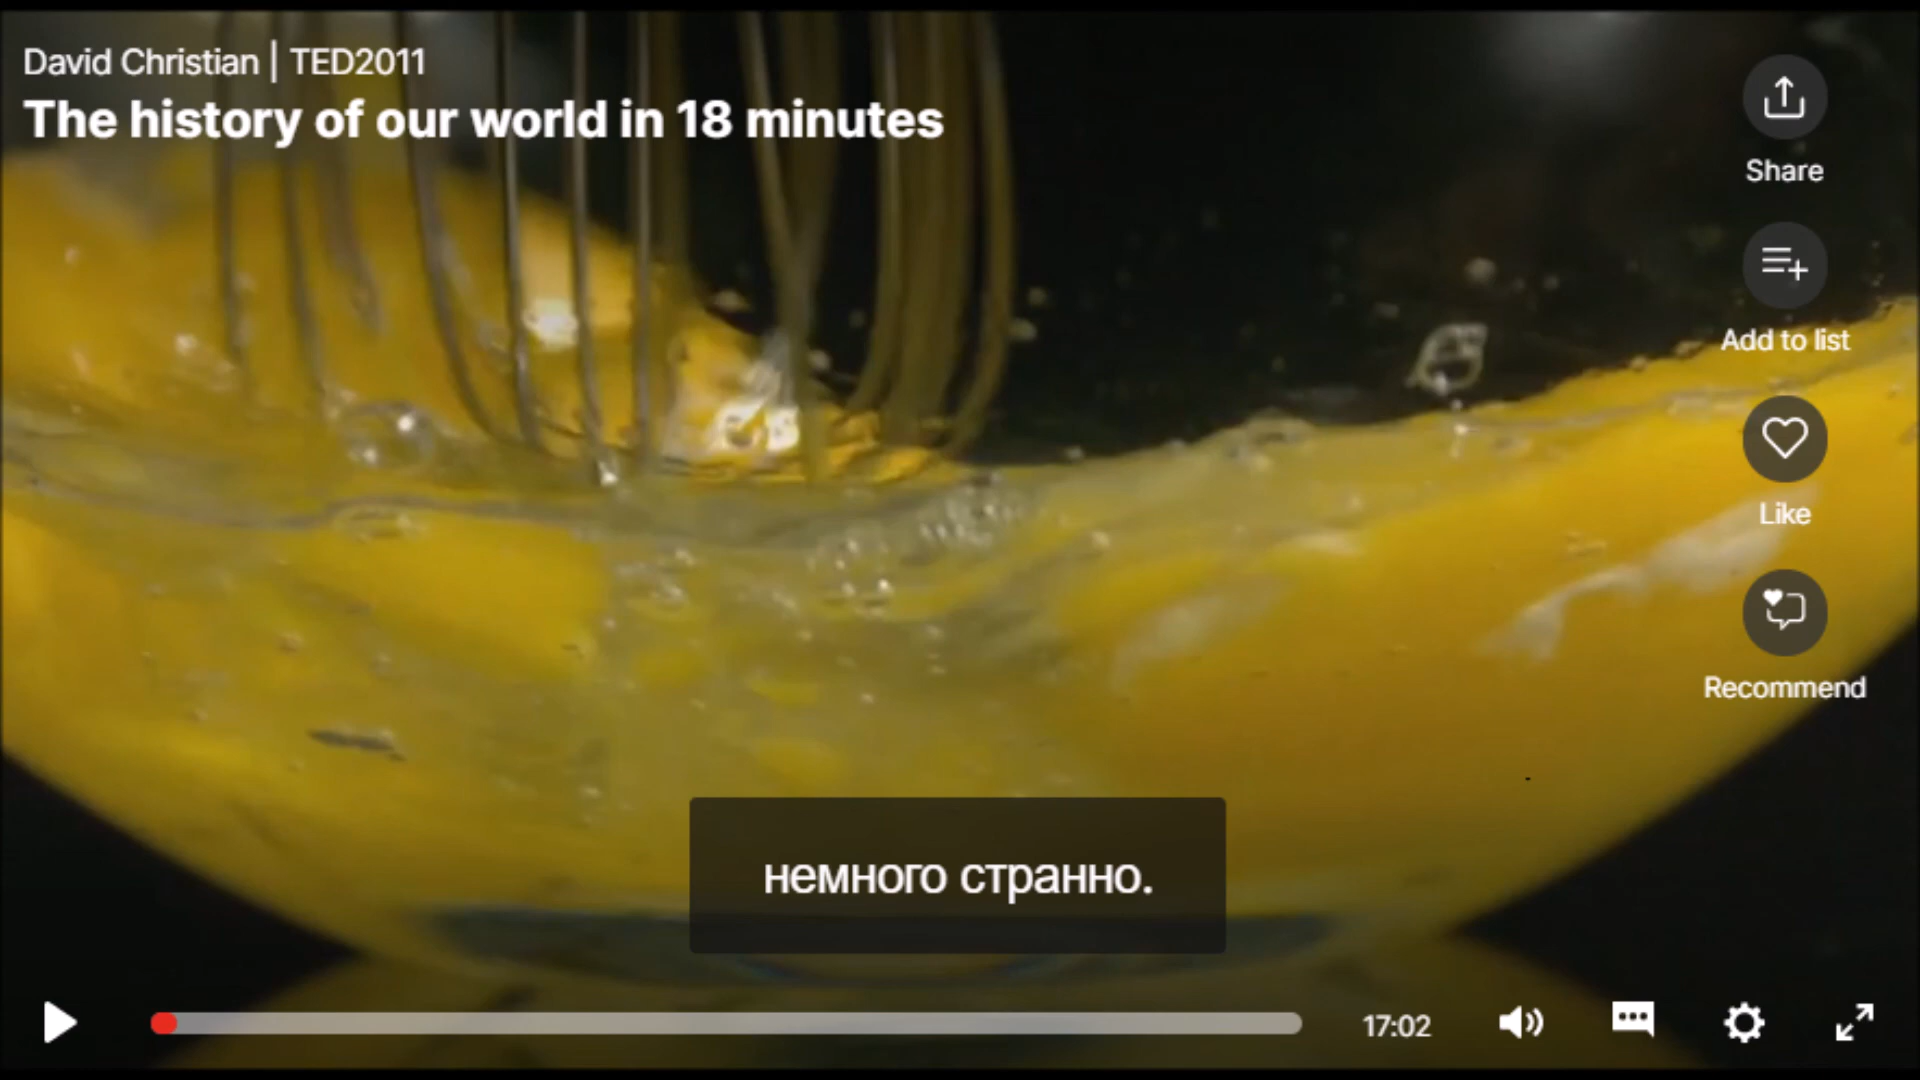 David Christian | TED2011
The history of our world in 18 minutes
Share
Add to list
Like
Recommend
немного странно.
17:02